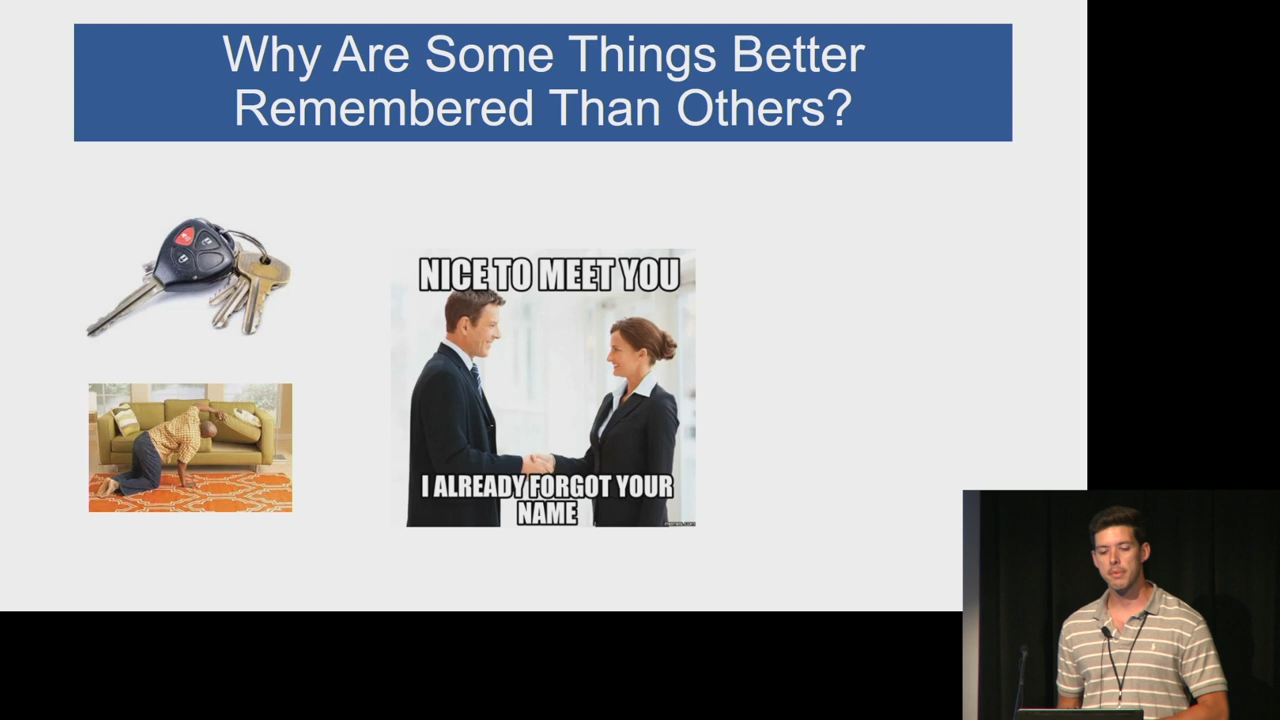 Why Are Some Things Better
Remembered Than Others?
NICE TO MEET YOU
I ALREADY FORGOT YOUR
NAME